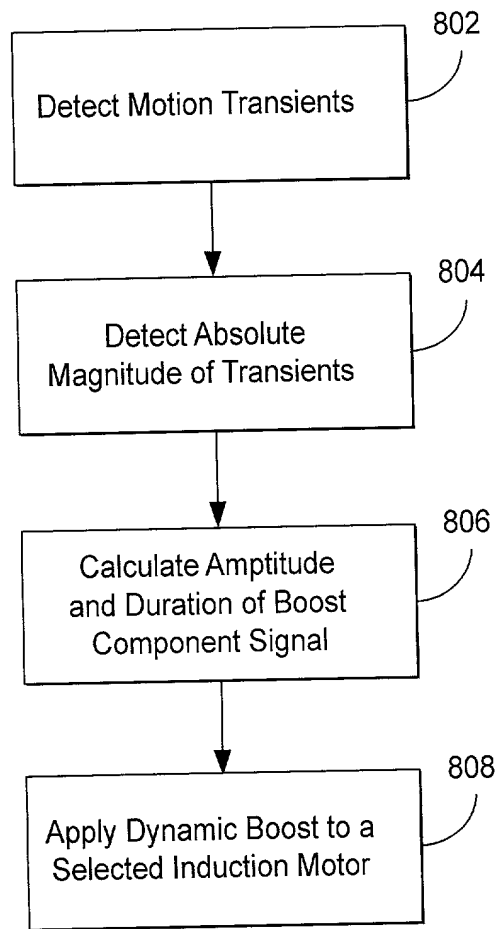 802
Detect Motion Transients
804
Detect Absolute
Magnitude of Transients
806
Calculate Amptitude
and Duration of Boost
Component Signal
808
Apply Dynamic Boost to a
Selected Induction Motor